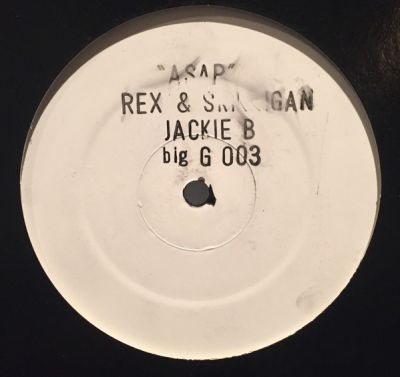 "ASAP"
REX &
JACKIE B
big G 003